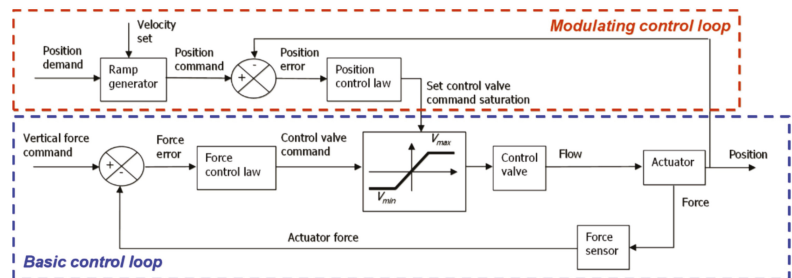 Modulating control loop
Velocity
set
Position
demand
Ramp
generator
Position
command
+
-
Position
error
Position
control law
Set control valve
command saturation
Vertical force
command
+
-
Force
error
Force
control law
Control valve
command
Vmax
Vmin
Control
valve
Flow
Actuator
Position
Force
Force
sensor
Actuator force
Basic control loop